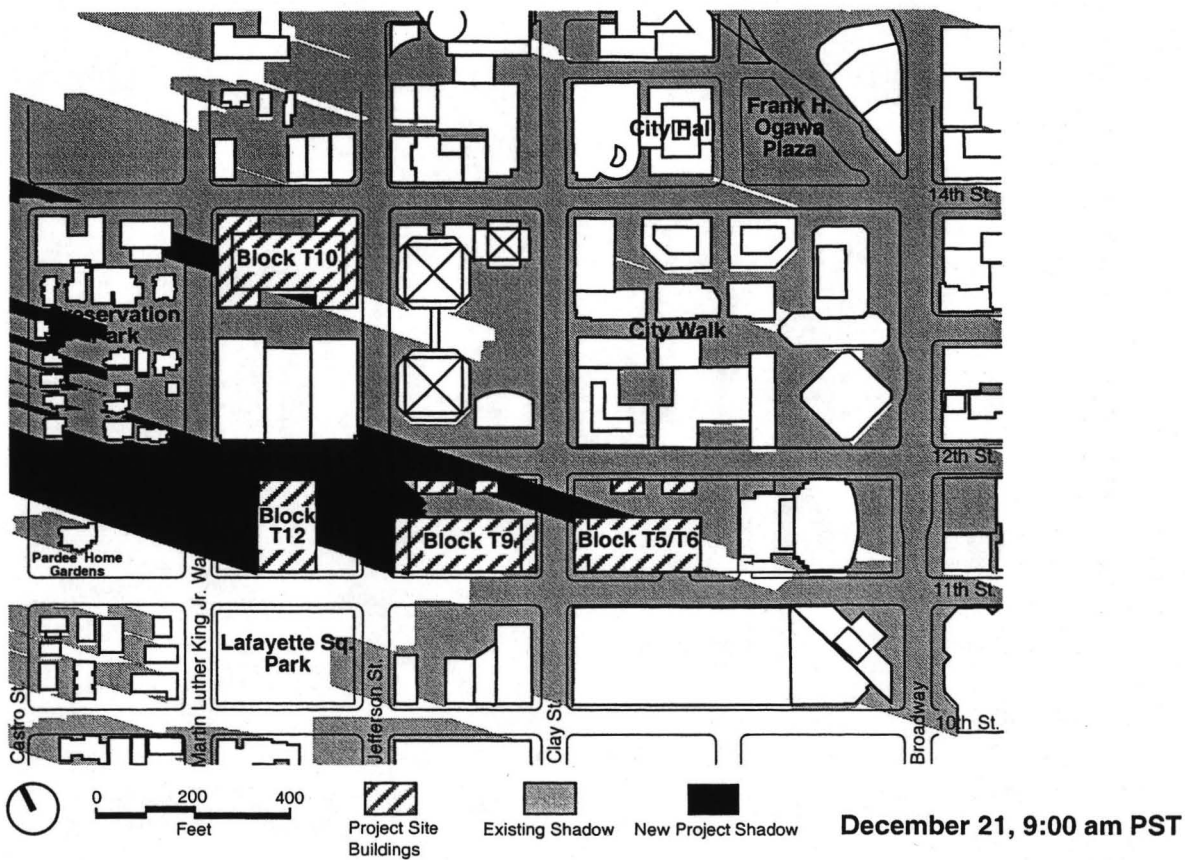 City Hal
Frank H.
Ogawa
Plaza
14th St.
Block T10
Preservation
Park
City Walk
12th St.
Block
T12
Block T9
Block T5/T6
Pardee Home
Gardens
11th St.
Lafayette Sq.
Park
Castro St.
Martin Luther King Jr. Wa
Jefferson St.
Clay St.
Broadway
10th St.
0 200 400
Feet
Project Site
Buildings
Existing Shadow
New Project Shadow
December 21, 9:00 am PST